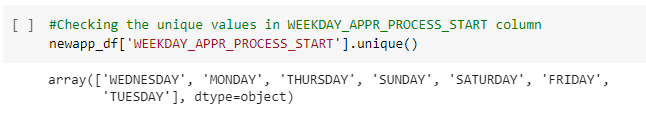 [ ] #Checking the unique values in WEEKDAY_APPR_PROCESS_START column
newapp_df['WEEKDAY_APPR_PROCESS_START'].unique()
array(['WEDNESDAY', 'MONDAY', 'THURSDAY', 'SUNDAY', 'SATURDAY', 'FRIDAY',
'TUESDAY'], dtype=object)